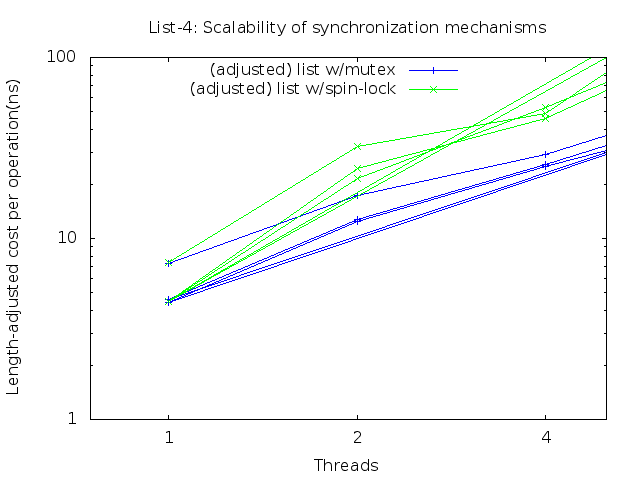 List-4: Scalability of synchronization mechanisms
100
(adjusted) list w/mutex
(adjusted) list w/spin-lock
Length-adjusted cost per operation(ns)
10
1
1 2 4
Threads